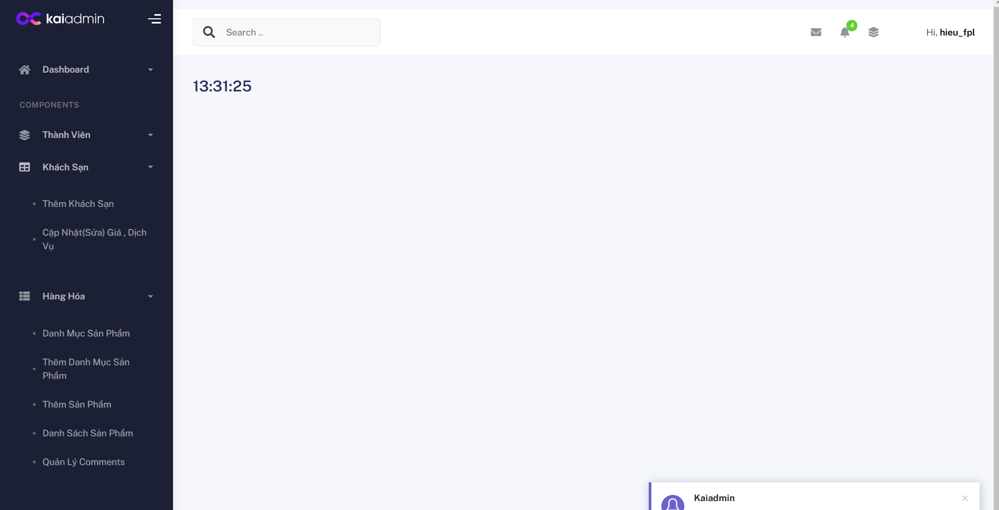 kaiadmin
Dashboard
COMPONENTS
Thành Viên
Khách Sạn
Thêm Khách Sạn
Cập Nhật(Sửa) Giá , Dịch
Vụ
Hàng Hóa
Danh Mục Sản Phẩm
Thêm Danh Mục Sản
Phẩm
Thêm Sản Phẩm
Danh Sách Sản Phẩm
Quản Lý Comments
Search ..
4
Hi, hieu_fpl
13:31:25
Kaiadmin